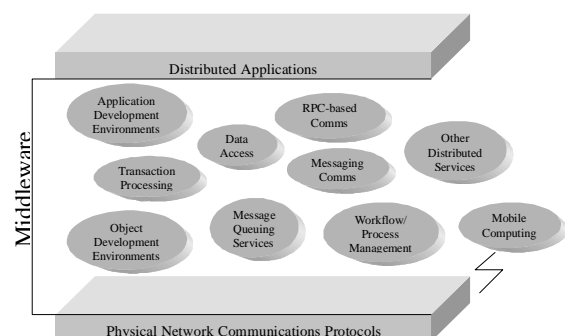 Distributed Applications
Middleware
Application
Development
Environments
RPC-based
Comms
Data
Access
Other
Distributed
Services
Transaction
Processing
Messaging
Comms
Object
Development
Environments
Message
Queuing
Services
Workflow/
Process
Management
Mobile
Computing
Physical Network Communications Protocols